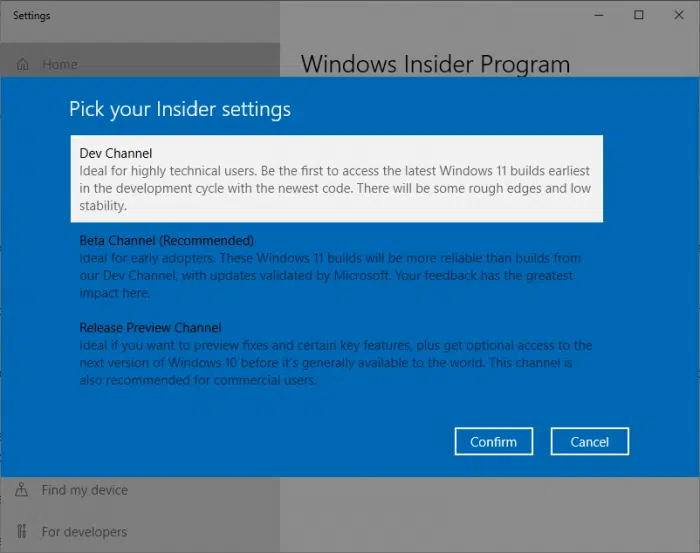 Settings
Home
Windows Insider Program
Pick your Insider settings
Dev Channel
Ideal for highly technical users. Be the first to access the latest Windows 11 builds earliest
in the development cycle with the newest code. There will be some rough edges and low
stability.
Beta Channel (Recommended)
Ideal for early adopters. These Windows 11 builds will be more reliable than builds from
our Dev Channel, with updates validated by Microsoft. Your feedback has the greatest
impact here.
Release Preview Channel
Ideal if you want to preview fixes and certain key features, plus get optional access to the
next version of Windows 10 before it's generally available to the world. This channel is
also recommended for commercial users.
Confirm
Cancel
Find my device
For developers